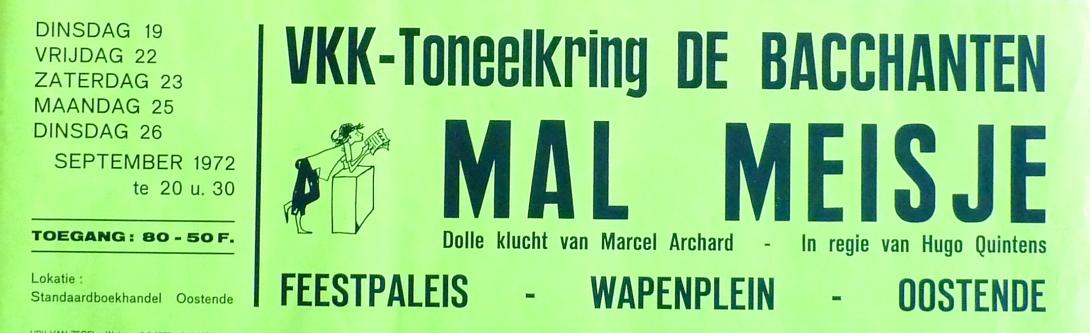 DINSDAG 19
VRIJDAG 22
ZATERDAG 23
MAANDAG 25
DINSDAG 26
SEPTEMBER 1972
te 20 u. 30
TOEGANG: 80 - 50 F.
Lokatie :
Standaardboekhandel Oostende
VKK-Toneelkring DE BACCHANTEN
MAL MEISJE
Dolle klucht van Marcel Archard - In regie van Hugo Quintens
FEESTPALEIS - WAPENPLEIN - OOSTENDE